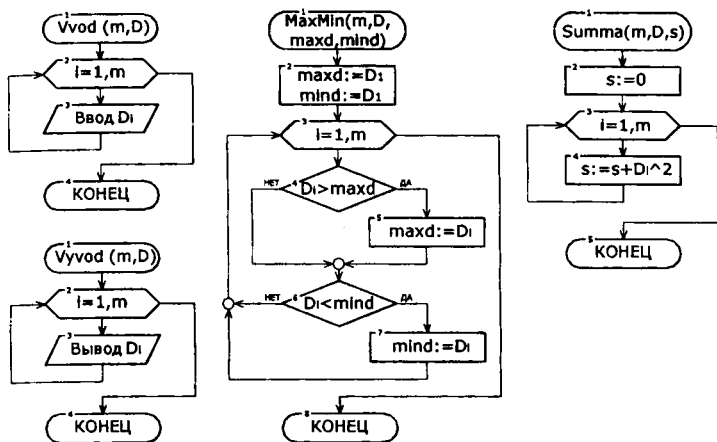 1
Vvod (m,D)
2
i=1,m
3
Ввод Di
4
КОНЕЦ
1
Vyvod (m,D)
2
i=1,m
3
Вывод Di
4
КОНЕЦ
1
MaxMin(m,D,
maxd,mind)
2
maxd:=D1
mind:=D1
3
i=1,m
НЕТ 4 Di>maxd ДА
5
maxd:=Di
НЕТ 6 Di<mind ДА
7
mind:=Di
8
КОНЕЦ
1
Summa(m,D,s)
2
s:=0
3
i=1,m
4
s:=s+Di^2
5
КОНЕЦ